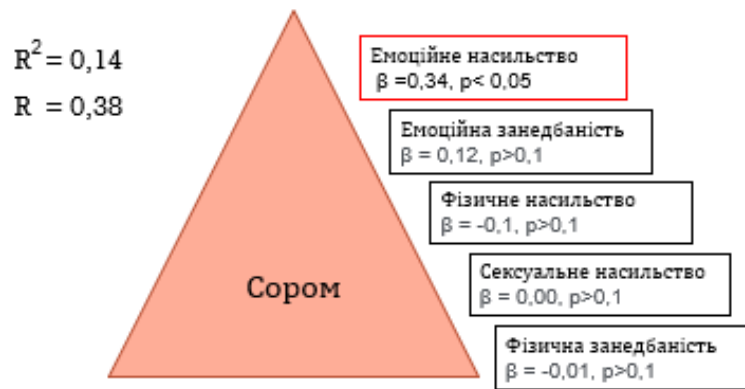 R² = 0,14
R = 0,38
Емоційне насильство
β =0,34, p< 0,05
Емоційна занедбаність
β = 0,12, p>0,1
Фізичне насильство
β = -0,1, p>0,1
Сексуальне насильство
β = 0,00, p>0,1
Фізична занедбаність
β = -0,01, p>0,1
Сором